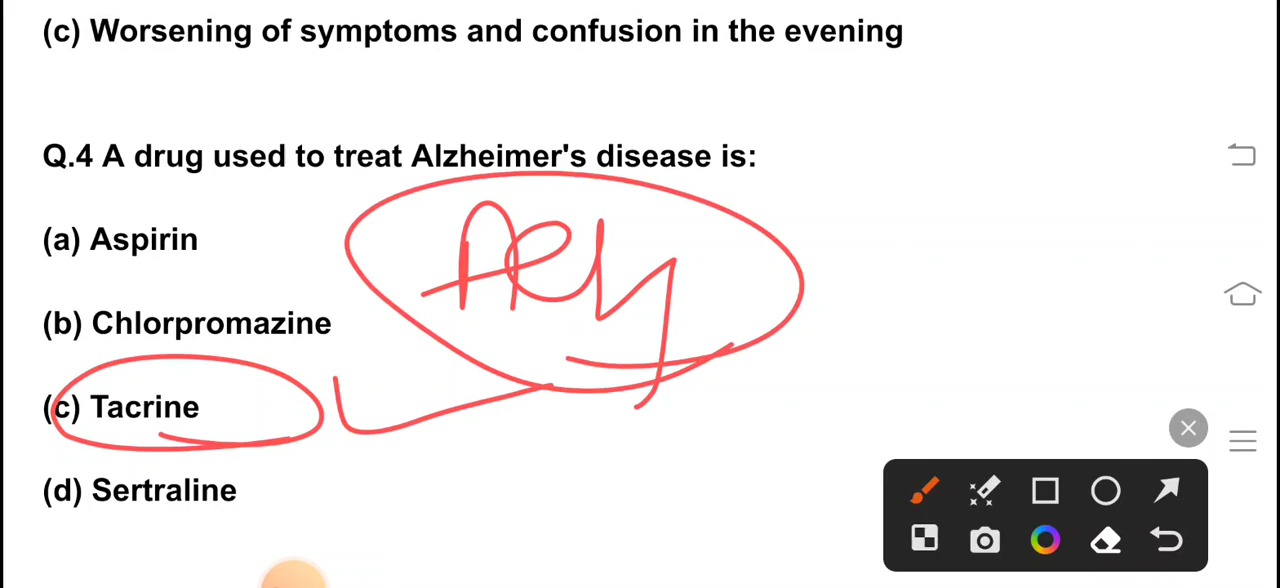 (c) Worsening of symptoms and confusion in the evening
Q.4 A drug used to treat Alzheimer's disease is:
(a) Aspirin
(b) Chlorpromazine
(c) Tacrine
(d) Sertraline